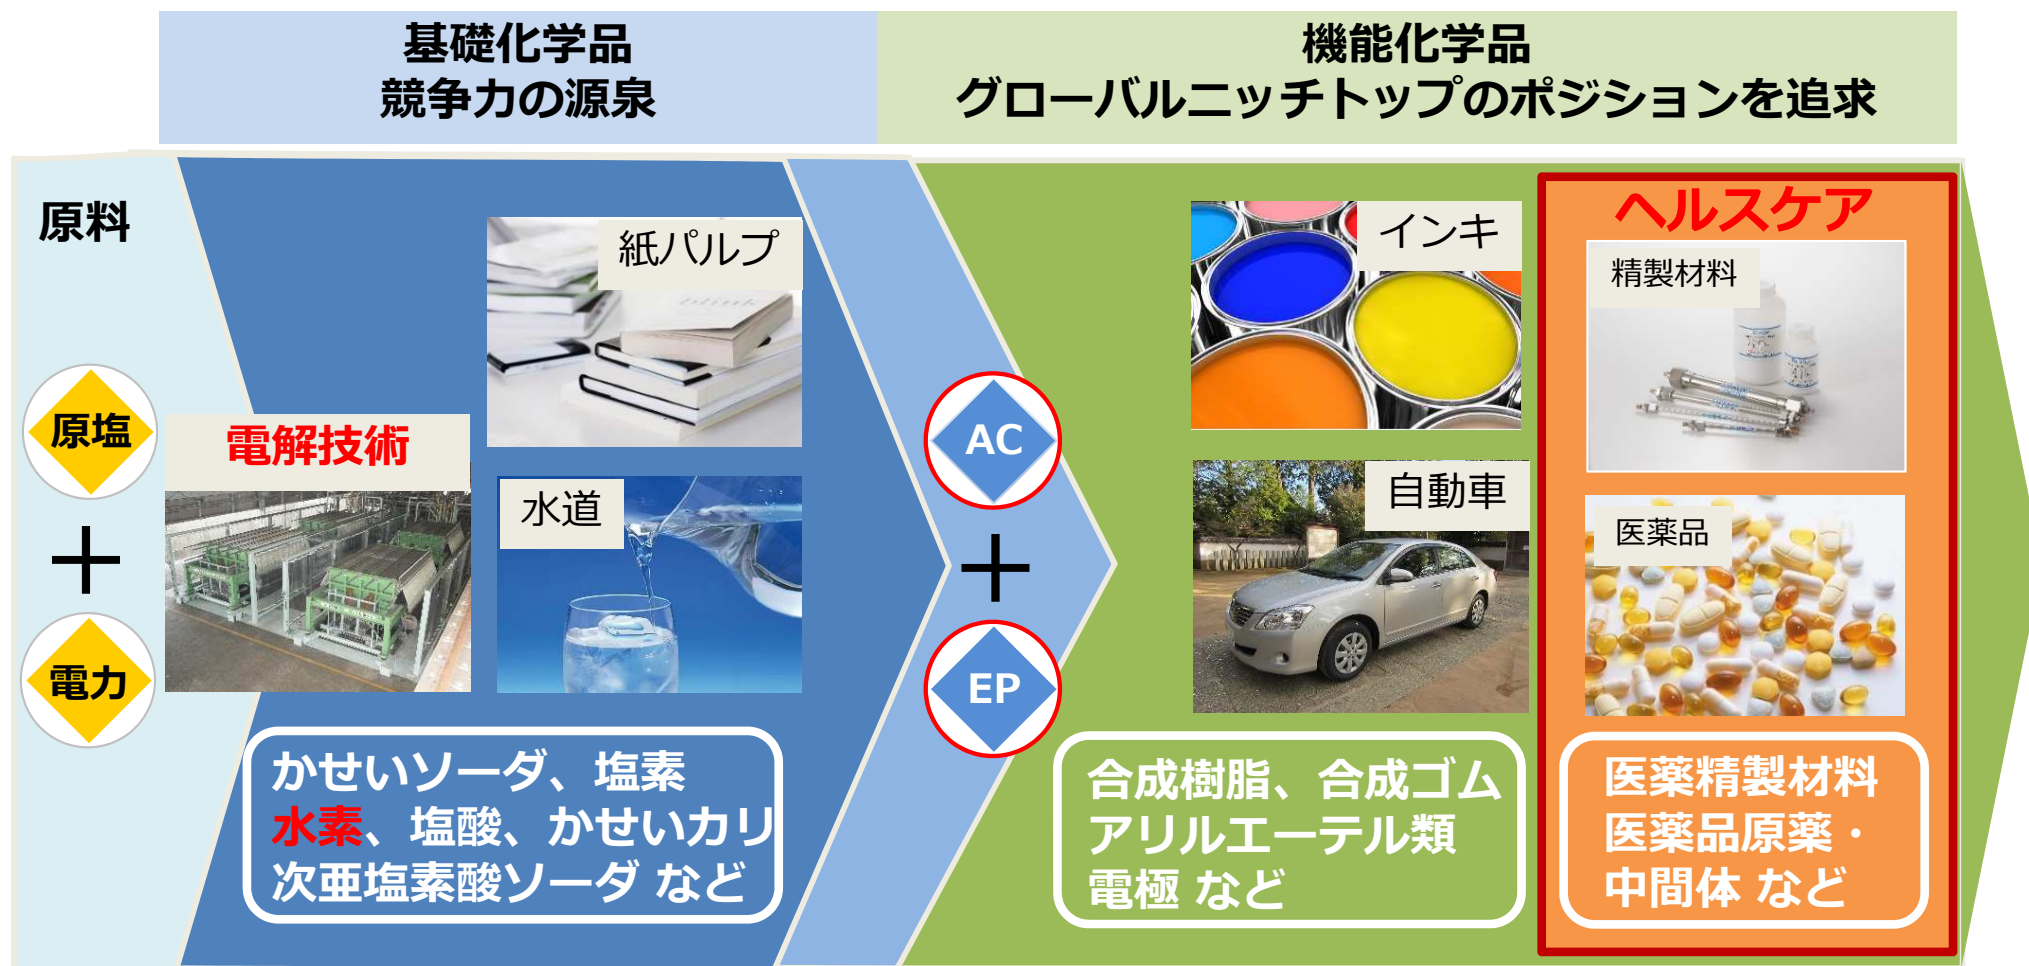 基礎化学品
競争力の源泉
機能化学品
グローバルニッチトップのポジションを追求
原料
原塩
＋
電力
電解技術
紙パルプ
水道
かせいソーダ、塩素
水素、塩酸、かせいカリ
次亜塩素酸ソーダ など
AC
＋
EP
インキ
自動車
合成樹脂、合成ゴム
アリルエーテル類
電極 など
ヘルスケア
精製材料
医薬品
医薬精製材料
医薬品原薬・
中間体 など